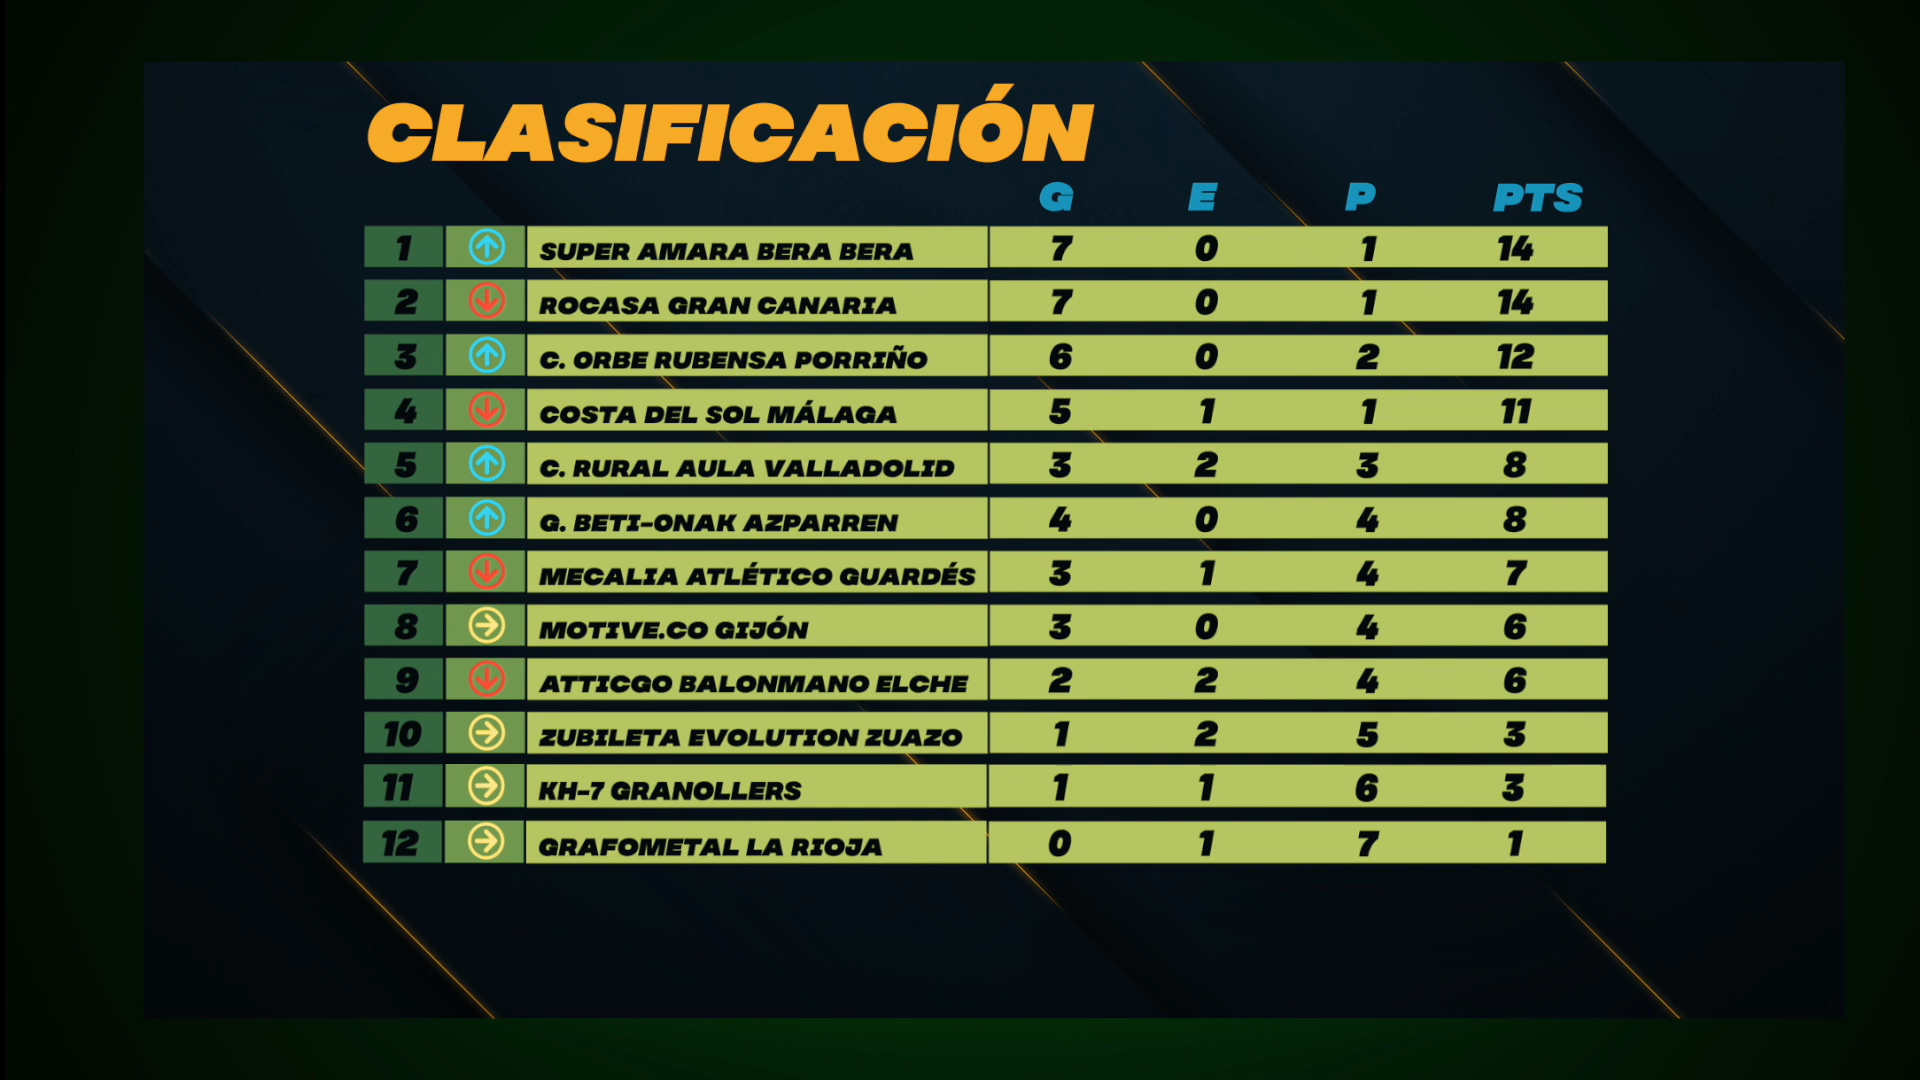 CLASIFICACIÓN
G E P PTS
1 SUPER AMARA BERA BERA 7 0 1 14
2 ROCASA GRAN CANARIA 7 0 1 14
3 C. ORBE RUBENSA PORRIÑO 6 0 2 12
4 COSTA DEL SOL MÁLAGA 5 1 1 11
5 C. RURAL AULA VALLADOLID 3 2 3 8
6 G. BETI-ONAK AZPARREN 4 0 4 8
7 MECALIA ATLÉTICO GUARDÉS 3 1 4 7
8 MOTIVE.CO GIJÓN 3 0 4 6
9 ATTICGO BALONMANO ELCHE 2 2 4 6
10 ZUBILETA EVOLUTION ZUAZO 1 2 5 3
11 KH-7 GRANOLLERS 1 1 6 3
12 GRAFOMETAL LA RIOJA 0 1 7 1